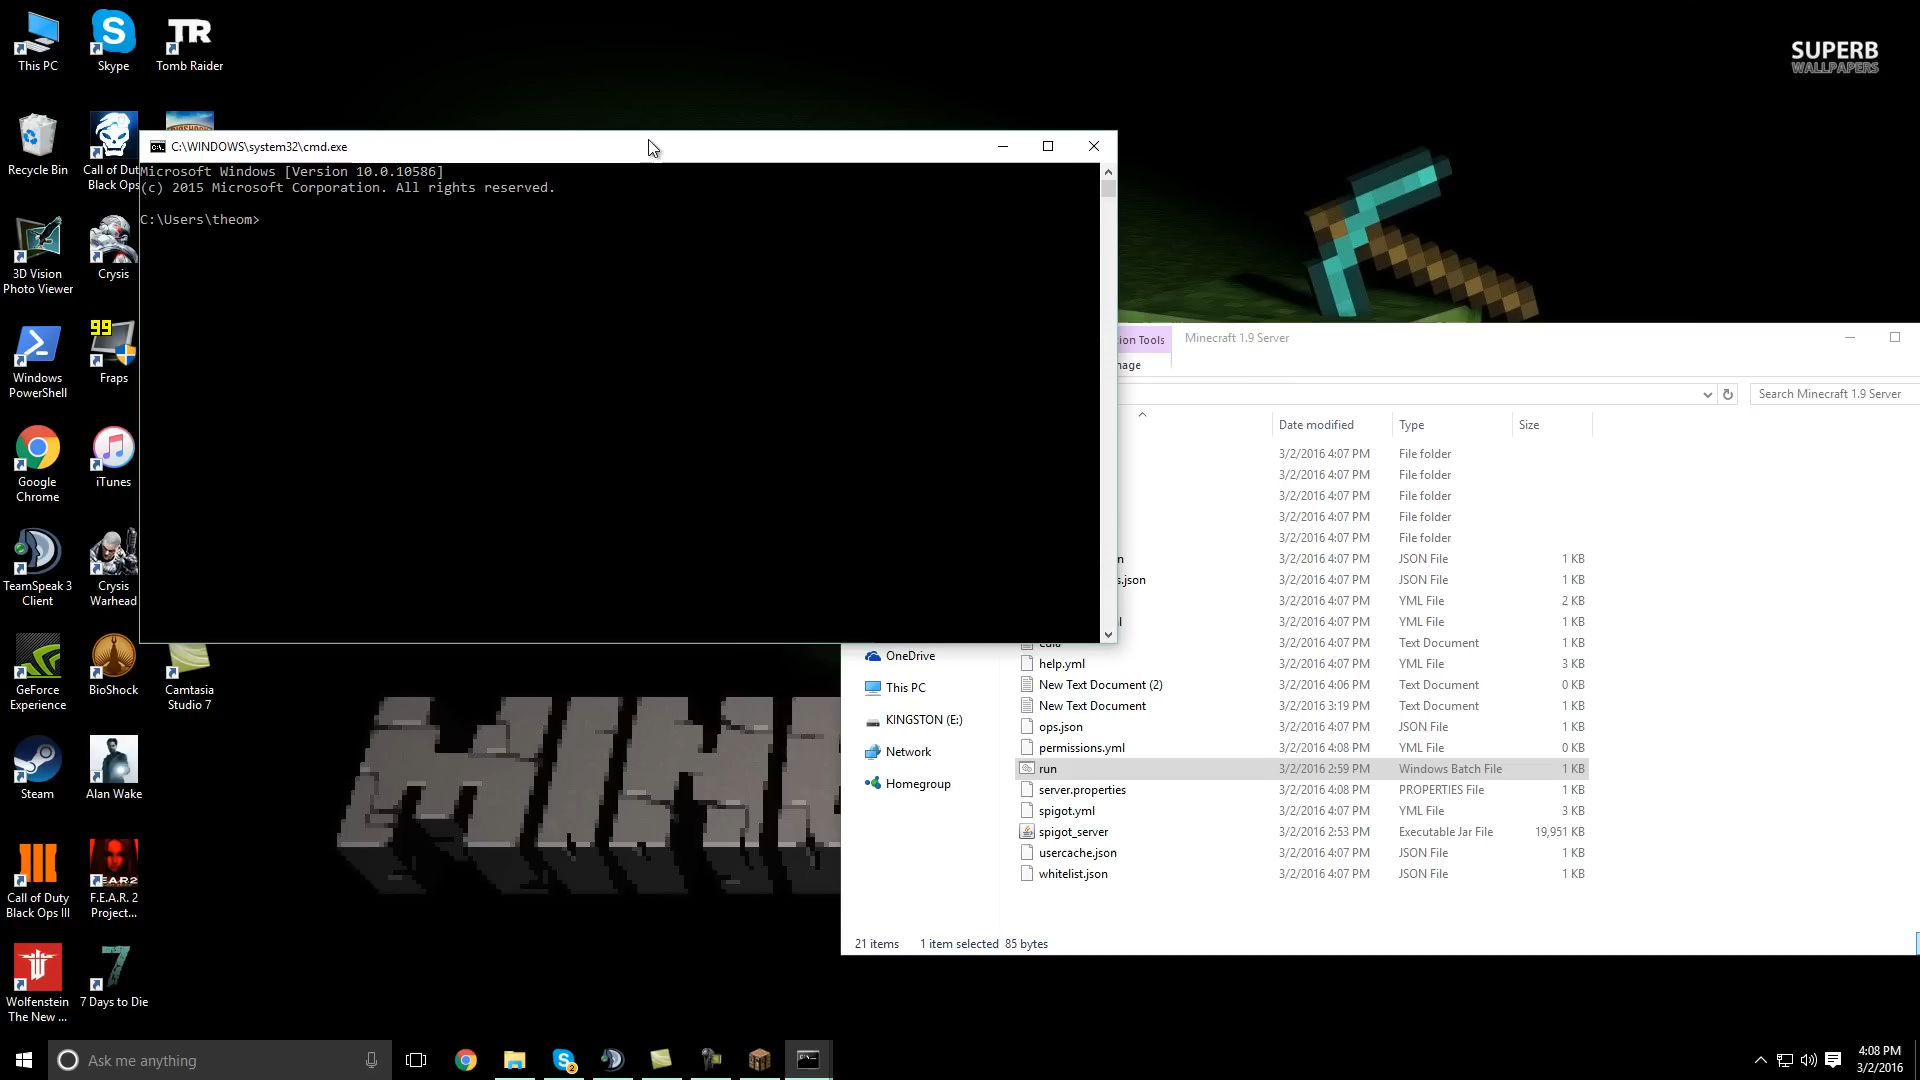 This PC
Skype
Tomb Raider
TR
SUPERB
WALLPAPERS
Recycle Bin
Call of Dut
Black Ops
C:\WINDOWS\system32\cmd.exe
Microsoft Windows [Version 10.0.10586]
(c) 2015 Microsoft Corporation. All rights reserved.
C:\Users\theom>
3D Vision
Photo Viewer
Crysis
99
Windows
PowerShell
Fraps
Google
Chrome
iTunes
TeamSpeak 3
Client
Crysis
Warhead
GeForce
Experience
BioShock
Camtasia
Studio 7
Steam
Alan Wake
Call of Duty
Black Ops III
F.E.A.R. 2
Project...
Wolfenstein
The New ...
7 Days to Die
ion Tools
Minecraft 1.9 Server
nage
Search Minecraft 1.9 Server
Date modified Type Size
3/2/2016 4:07 PM File folder
3/2/2016 4:07 PM File folder
3/2/2016 4:07 PM File folder
3/2/2016 4:07 PM File folder
3/2/2016 4:07 PM File folder
n 3/2/2016 4:07 PM JSON File 1 KB
s.json 3/2/2016 4:07 PM JSON File 1 KB
3/2/2016 4:07 PM YML File 2 KB
l 3/2/2016 4:07 PM YML File 1 KB
3/2/2016 4:07 PM Text Document 1 KB
help.yml 3/2/2016 4:07 PM YML File 3 KB
New Text Document (2) 3/2/2016 4:06 PM Text Document 0 KB
New Text Document 3/2/2016 3:19 PM Text Document 1 KB
ops.json 3/2/2016 4:07 PM JSON File 1 KB
permissions.yml 3/2/2016 4:08 PM YML File 0 KB
run 3/2/2016 2:59 PM Windows Batch File 1 KB
server.properties 3/2/2016 4:08 PM PROPERTIES File 1 KB
spigot.yml 3/2/2016 4:07 PM YML File 3 KB
spigot_server 3/2/2016 2:53 PM Executable Jar File 19,951 KB
usercache.json 3/2/2016 4:07 PM JSON File 1 KB
whitelist.json 3/2/2016 4:07 PM JSON File 1 KB
OneDrive
This PC
KINGSTON (E:)
Network
Homegroup
21 items 1 item selected 85 bytes
Ask me anything
2
4:08 PM
3/2/2016